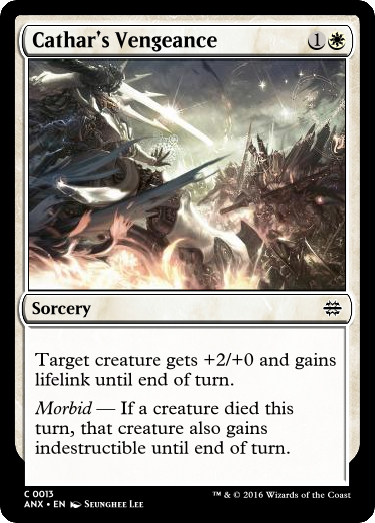 Cathar's Vengeance 1
Sorcery
Target creature gets +2/+0 and gains
lifelink until end of turn.
Morbid — If a creature died this
turn, that creature also gains
indestructible until end of turn.
C 0013
ANX • EN Seunghee Lee
™ & © 2016 Wizards of the Coast